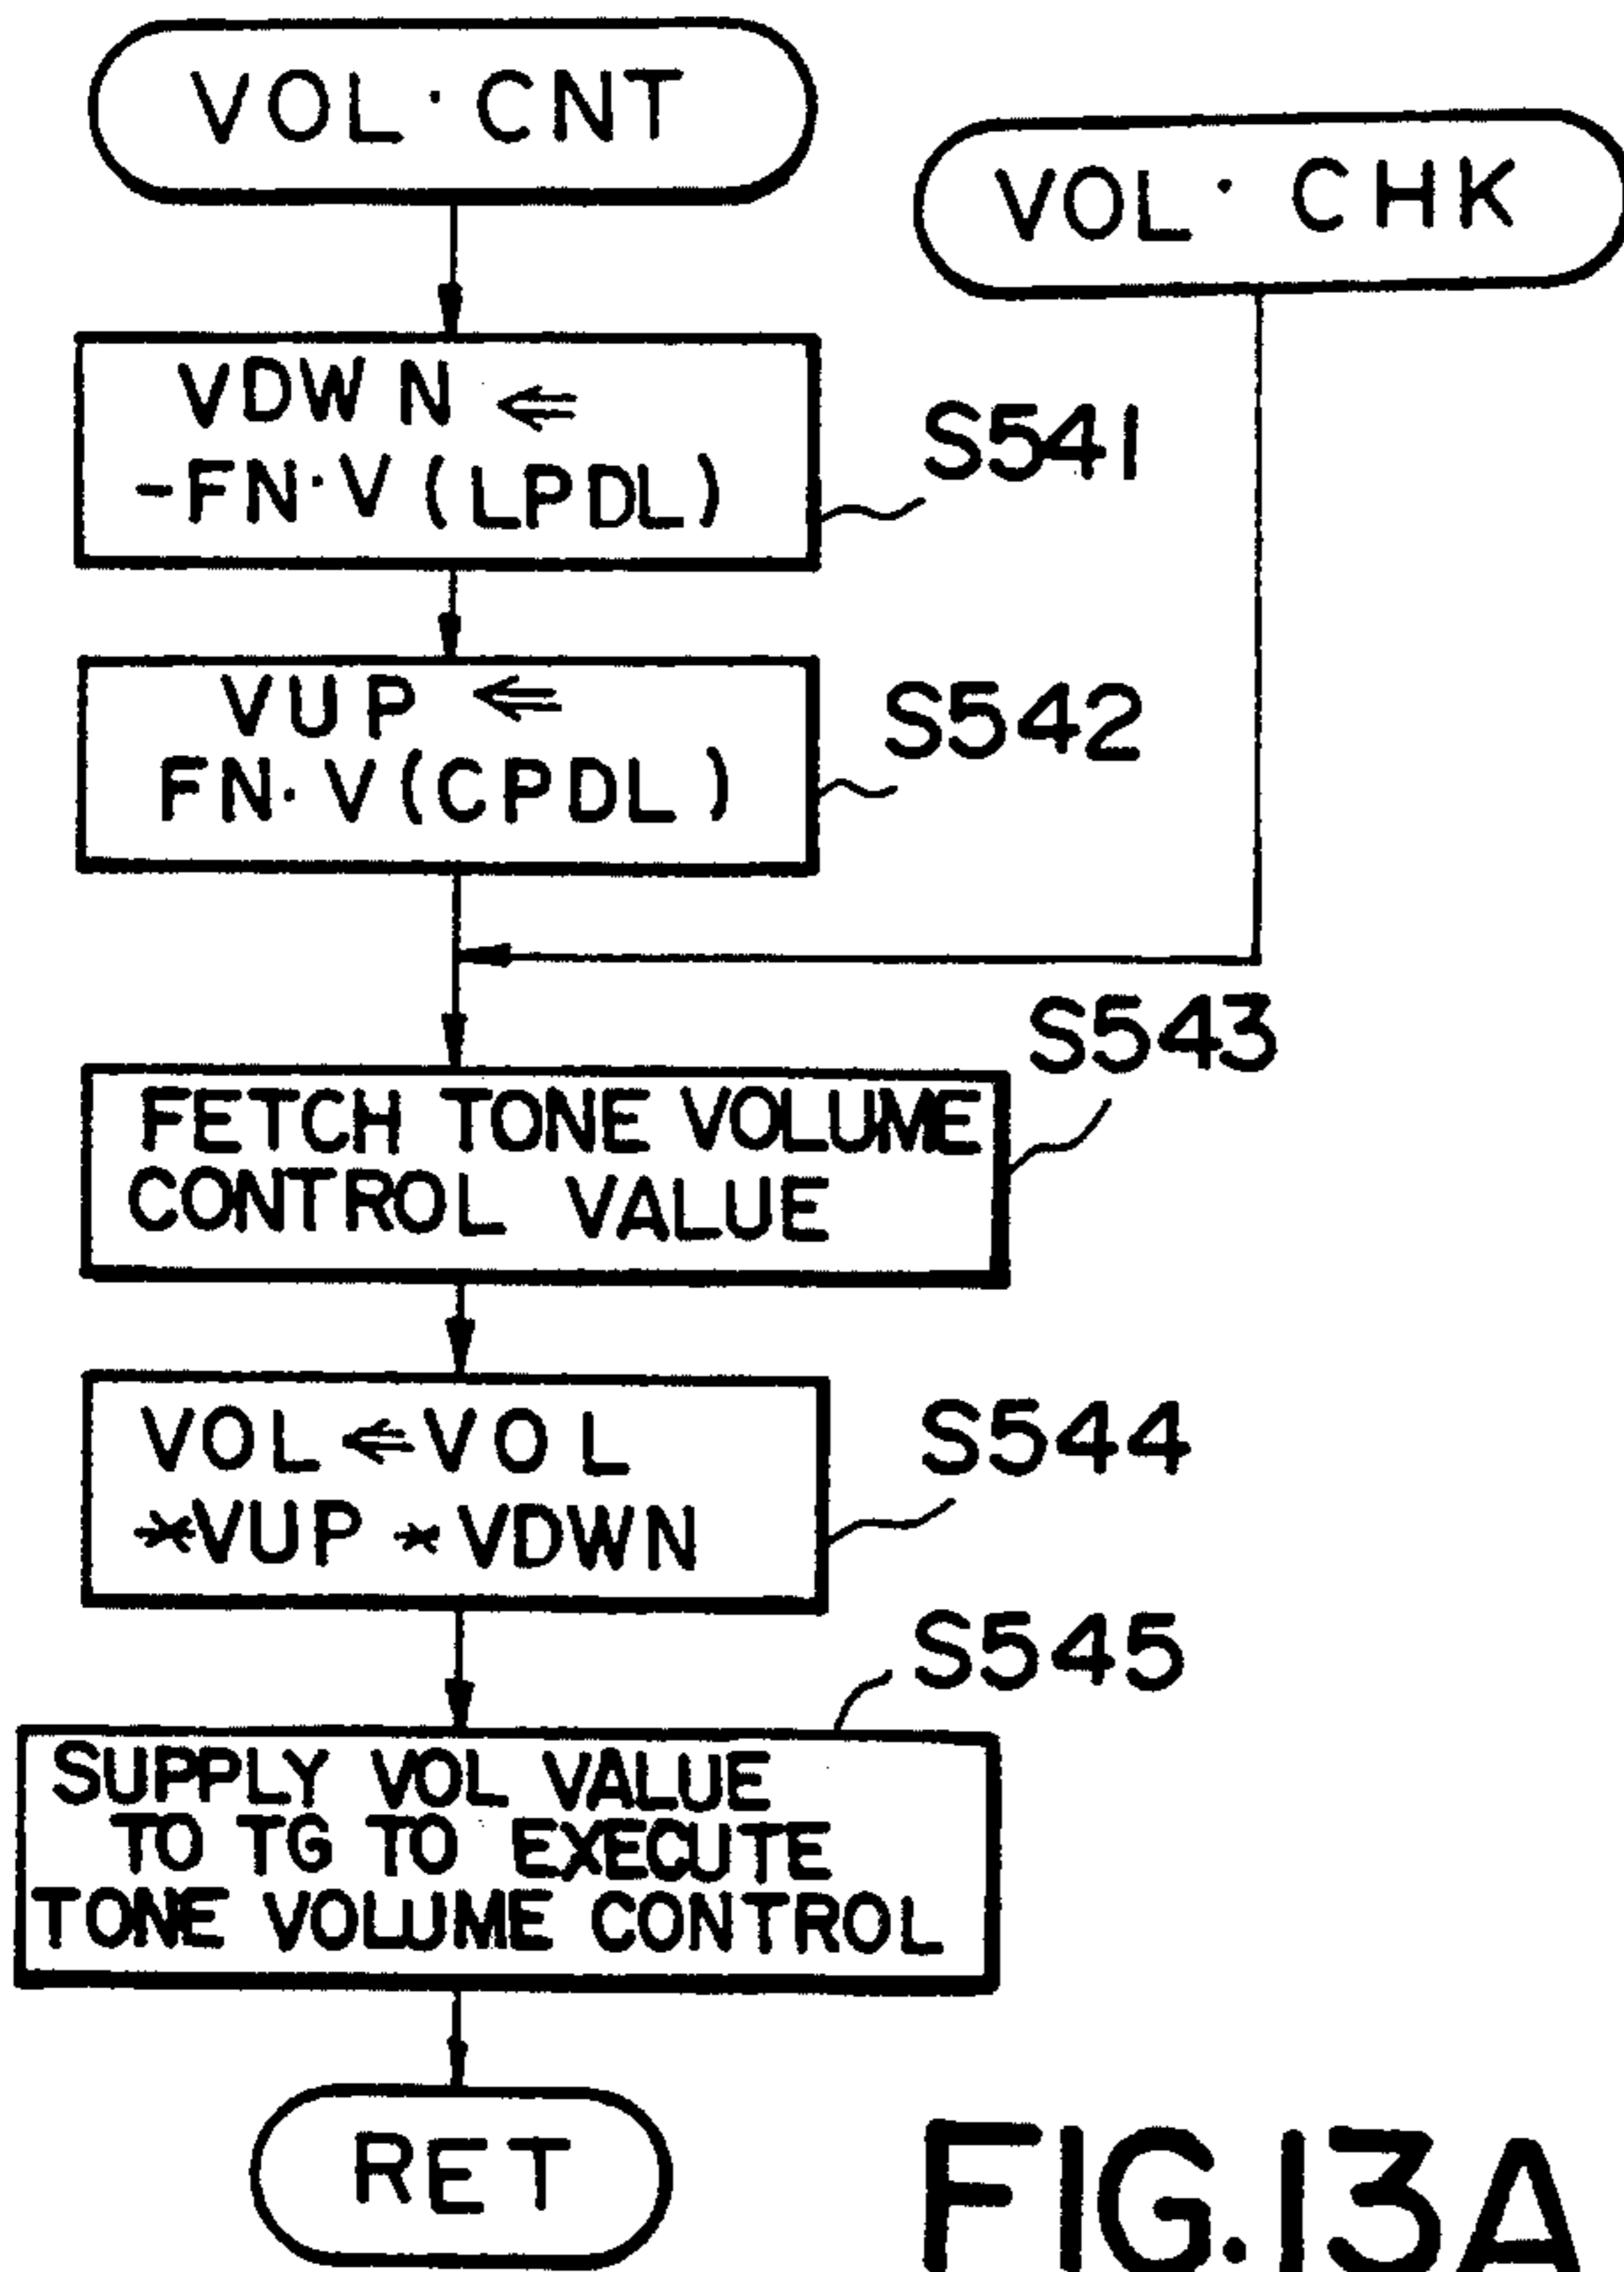 VOL·CNT
VOL·CHK
VDWN ⇐
-FN·V(LPDL)
S541
VUP ⇐
FN·V(CPDL)
S542
S543
FETCH TONE VOLUME
CONTROL VALUE
VOL⇐VOL
*VUP*VDWN
S544
S545
SUPPLY VOL VALUE
TO TG TO EXECUTE
TONE VOLUME CONTROL
RET
FIG.13A